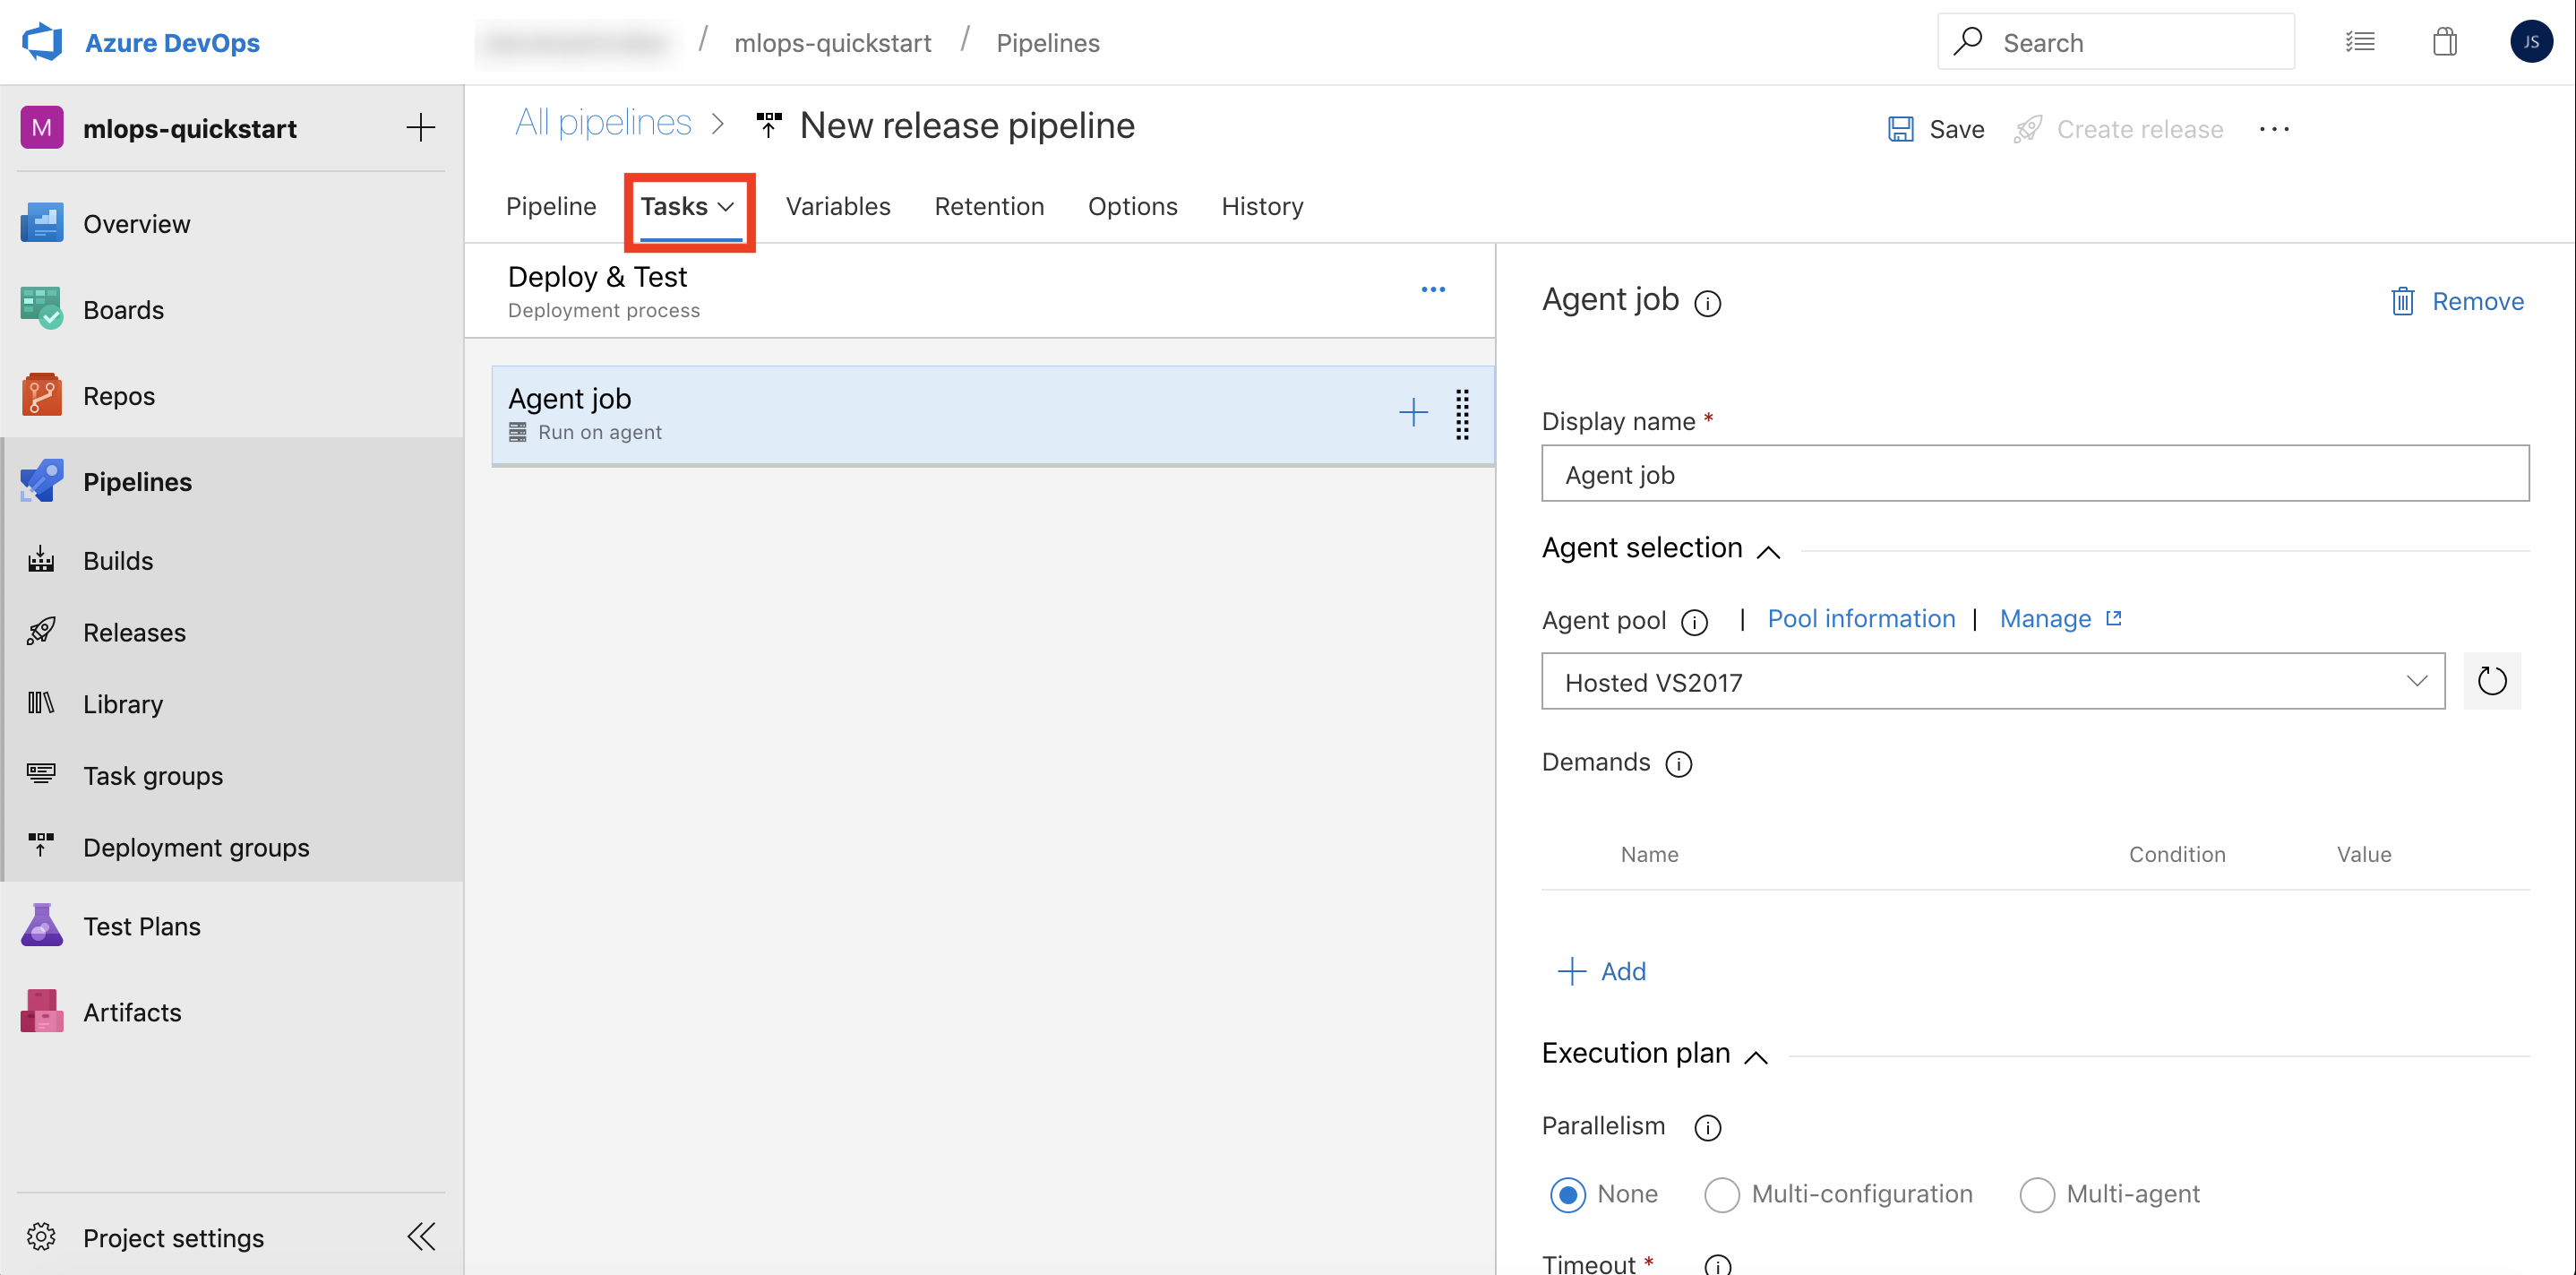 Azure DevOps
/ mlops-quickstart / Pipelines
Search
JS
M mlops-quickstart
Overview
Boards
Repos
Pipelines
Builds
Releases
Library
Task groups
Deployment groups
Test Plans
Artifacts
Project settings
All pipelines > New release pipeline
Save Create release ...
Pipeline Tasks Variables Retention Options History
Deploy & Test
Deployment process
Agent job
Run on agent
Agent job
Remove
Display name *
Agent job
Agent selection
Agent pool | Pool information | Manage
Hosted VS2017
Demands
Name Condition Value
Add
Execution plan
Parallelism
None Multi-configuration Multi-agent
Timeout *